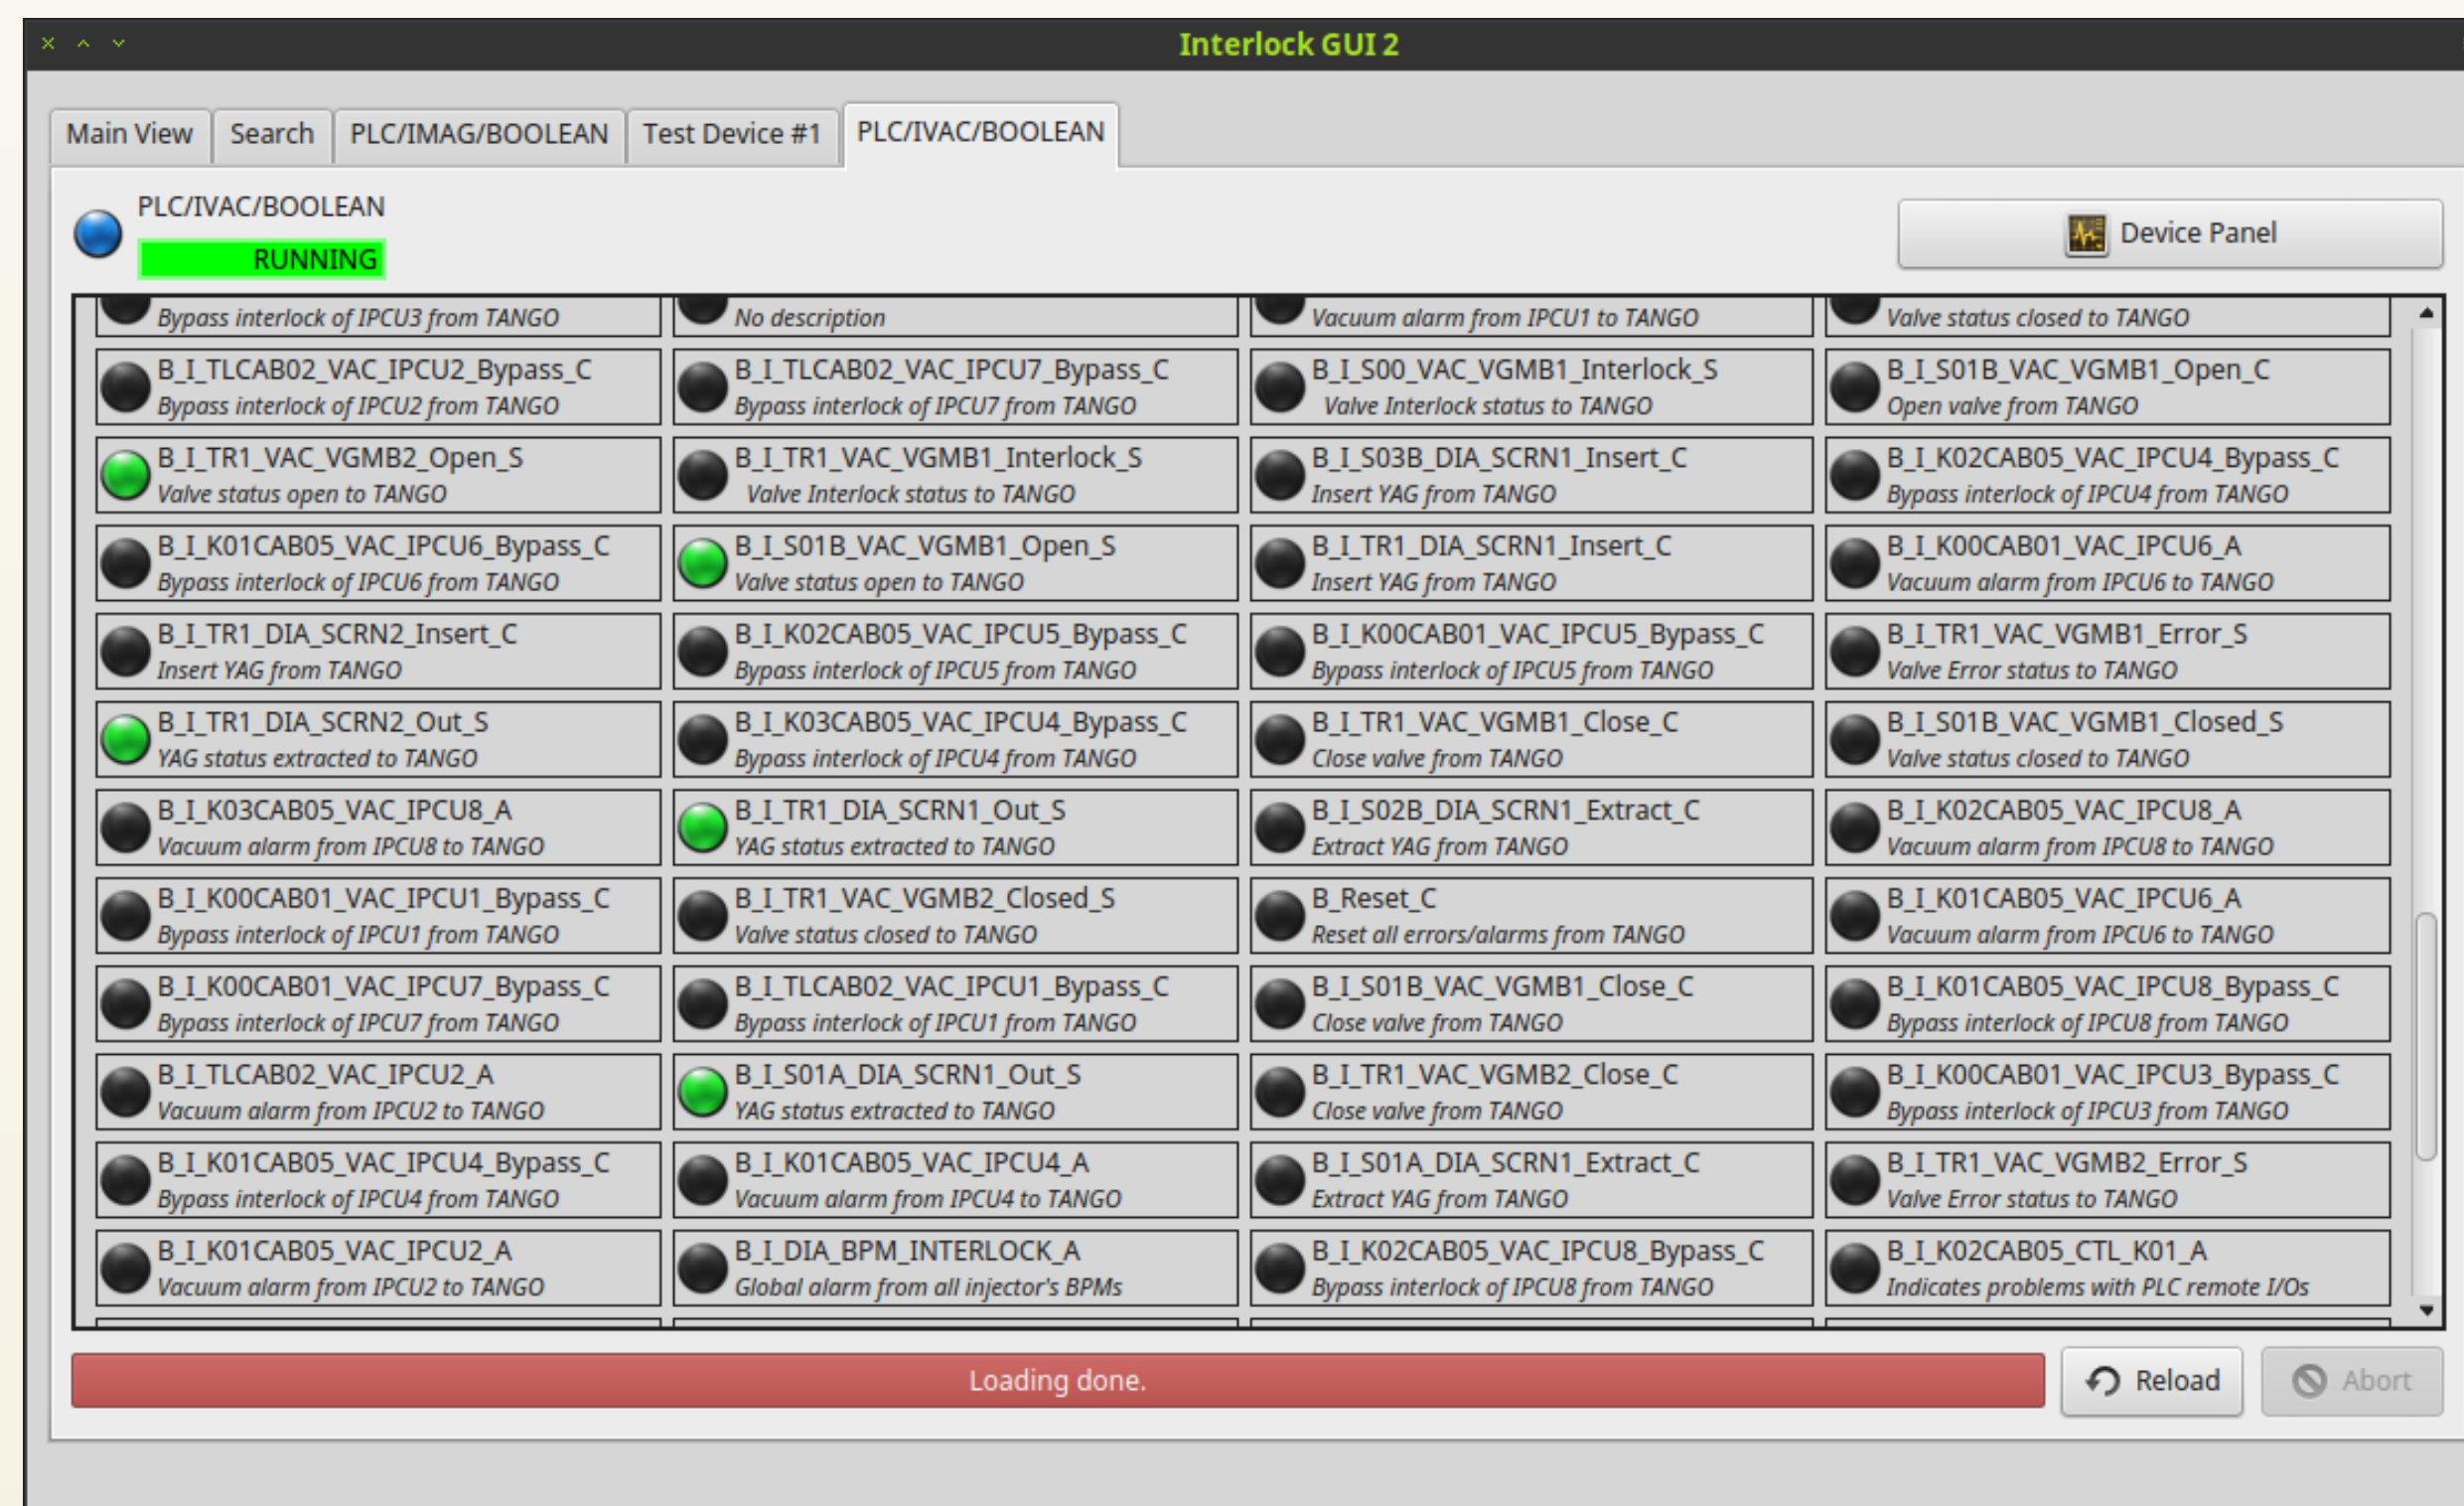 Interlock GUI 2
Main View Search PLC/IMAG/BOOLEAN Test Device #1 PLC/IVAC/BOOLEAN
PLC/IVAC/BOOLEAN
RUNNING
Device Panel
Bypass interlock of IPCU3 from TANGO No description Vacuum alarm from IPCU1 to TANGO Valve status closed to TANGO
B_I_TLCAB02_VAC_IPCU2_Bypass_C B_I_TLCAB02_VAC_IPCU7_Bypass_C B_I_S00_VAC_VGMB1_Interlock_S B_I_S01B_VAC_VGMB1_Open_C
Bypass interlock of IPCU2 from TANGO Bypass interlock of IPCU7 from TANGO Valve Interlock status to TANGO Open valve from TANGO
B_I_TR1_VAC_VGMB2_Open_S B_I_TR1_VAC_VGMB1_Interlock_S B_I_S03B_DIA_SCRN1_Insert_C B_I_K02CAB05_VAC_IPCU4_Bypass_C
Valve status open to TANGO Valve Interlock status to TANGO Insert YAG from TANGO Bypass interlock of IPCU4 from TANGO
B_I_K01CAB05_VAC_IPCU6_Bypass_C B_I_S01B_VAC_VGMB1_Open_S B_I_TR1_DIA_SCRN1_Insert_C B_I_K00CAB01_VAC_IPCU6_A
Bypass interlock of IPCU6 from TANGO Valve status open to TANGO Insert YAG from TANGO Vacuum alarm from IPCU6 to TANGO
B_I_TR1_DIA_SCRN2_Insert_C B_I_K02CAB05_VAC_IPCU5_Bypass_C B_I_K00CAB01_VAC_IPCU5_Bypass_C B_I_TR1_VAC_VGMB1_Error_S
Insert YAG from TANGO Bypass interlock of IPCU5 from TANGO Bypass interlock of IPCU5 from TANGO Valve Error status to TANGO
B_I_TR1_DIA_SCRN2_Out_S B_I_K03CAB05_VAC_IPCU4_Bypass_C B_I_TR1_VAC_VGMB1_Close_C B_I_S01B_VAC_VGMB1_Closed_S
YAG status extracted to TANGO Bypass interlock of IPCU4 from TANGO Close valve from TANGO Valve status closed to TANGO
B_I_K03CAB05_VAC_IPCU8_A B_I_TR1_DIA_SCRN1_Out_S B_I_S02B_DIA_SCRN1_Extract_C B_I_K02CAB05_VAC_IPCU8_A
Vacuum alarm from IPCU8 to TANGO YAG status extracted to TANGO Extract YAG from TANGO Vacuum alarm from IPCU8 to TANGO
B_I_K00CAB01_VAC_IPCU1_Bypass_C B_I_TR1_VAC_VGMB2_Closed_S B_Reset_C B_I_K01CAB05_VAC_IPCU6_A
Bypass interlock of IPCU1 from TANGO Valve status closed to TANGO Reset all errors/alarms from TANGO Vacuum alarm from IPCU6 to TANGO
B_I_K00CAB01_VAC_IPCU7_Bypass_C B_I_TLCAB02_VAC_IPCU1_Bypass_C B_I_S01B_VAC_VGMB1_Close_C B_I_K01CAB05_VAC_IPCU8_Bypass_C
Bypass interlock of IPCU7 from TANGO Bypass interlock of IPCU1 from TANGO Close valve from TANGO Bypass interlock of IPCU8 from TANGO
B_I_TLCAB02_VAC_IPCU2_A B_I_S01A_DIA_SCRN1_Out_S B_I_TR1_VAC_VGMB2_Close_C B_I_K00CAB01_VAC_IPCU3_Bypass_C
Vacuum alarm from IPCU2 to TANGO YAG status extracted to TANGO Close valve from TANGO Bypass interlock of IPCU3 from TANGO
B_I_K01CAB05_VAC_IPCU4_Bypass_C B_I_K01CAB05_VAC_IPCU4_A B_I_S01A_DIA_SCRN1_Extract_C B_I_TR1_VAC_VGMB2_Error_S
Bypass interlock of IPCU4 from TANGO Vacuum alarm from IPCU4 to TANGO Extract YAG from TANGO Valve Error status to TANGO
B_I_K01CAB05_VAC_IPCU2_A B_I_DIA_BPM_INTERLOCK_A B_I_K02CAB05_VAC_IPCU8_Bypass_C B_I_K02CAB05_CTL_K01_A
Vacuum alarm from IPCU2 to TANGO Global alarm from all injector's BPMs Bypass interlock of IPCU8 from TANGO Indicates problems with PLC remote I/Os
Loading done. Reload Abort